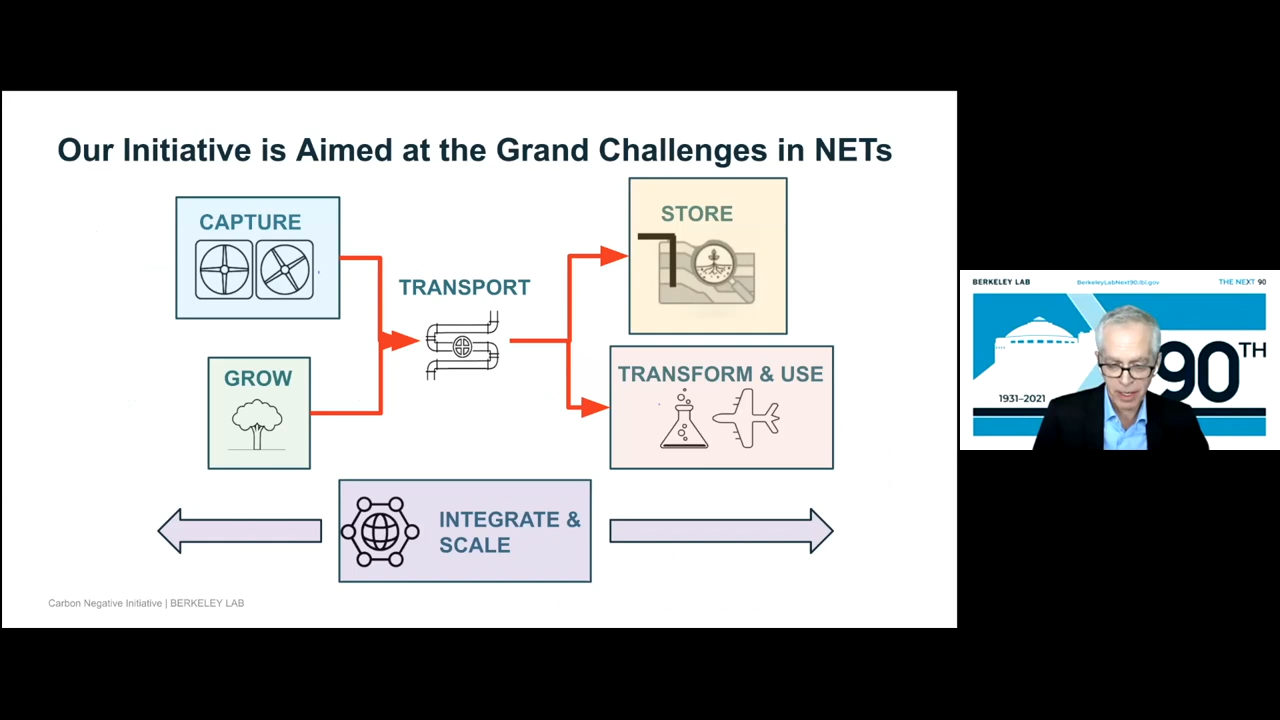 Our Initiative is Aimed at the Grand Challenges in NETs
CAPTURE
GROW
TRANSPORT
STORE
TRANSFORM & USE
INTEGRATE &
SCALE
Carbon Negative Initiative | BERKELEY LAB
BERKELEY LAB
BerkeleyLabNext90.lbl.gov
THE NEXT 90
90TH
1931–2021